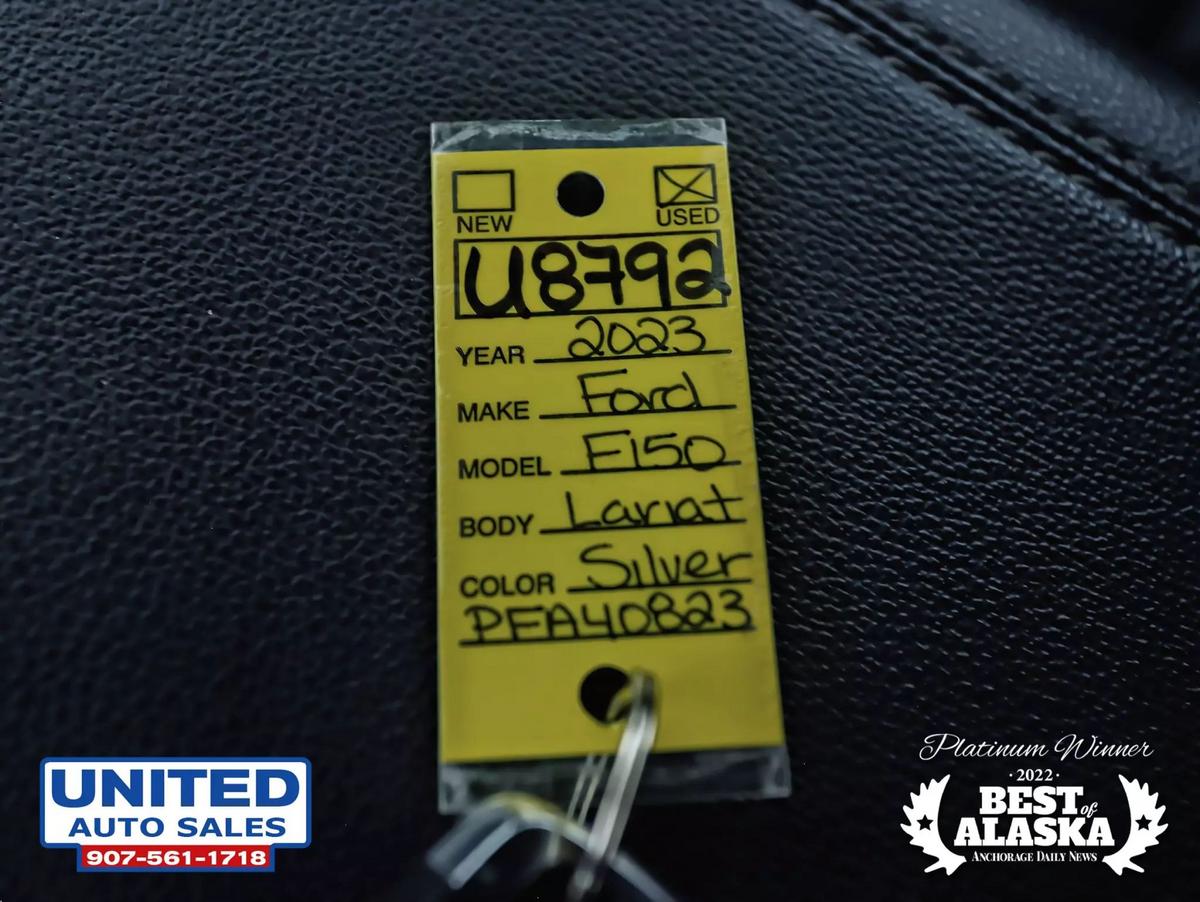 NEW USED
U8792
YEAR 2023
MAKE Ford
MODEL F150
BODY Lariat
COLOR Silver
PFA40823
UNITED
AUTO SALES
907-561-1718
Platinum Winner
·2022·
BEST of
ALASKA
ANCHORAGE DAILY NEWS